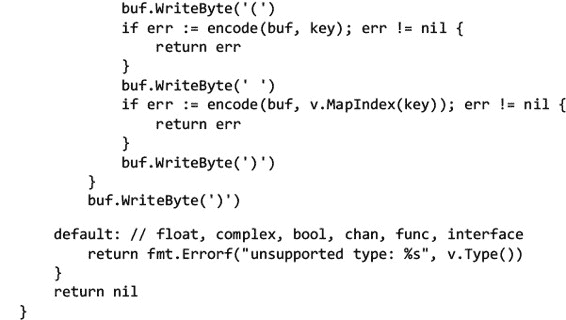 buf.WriteByte('(')
if err := encode(buf, key); err != nil {
return err
}
buf.WriteByte(' ')
if err := encode(buf, v.MapIndex(key)); err != nil {
return err
}
buf.WriteByte(')')
}
buf.WriteByte(')')
default: // float, complex, bool, chan, func, interface
return fmt.Errorf("unsupported type: %s", v.Type())
}
return nil
}